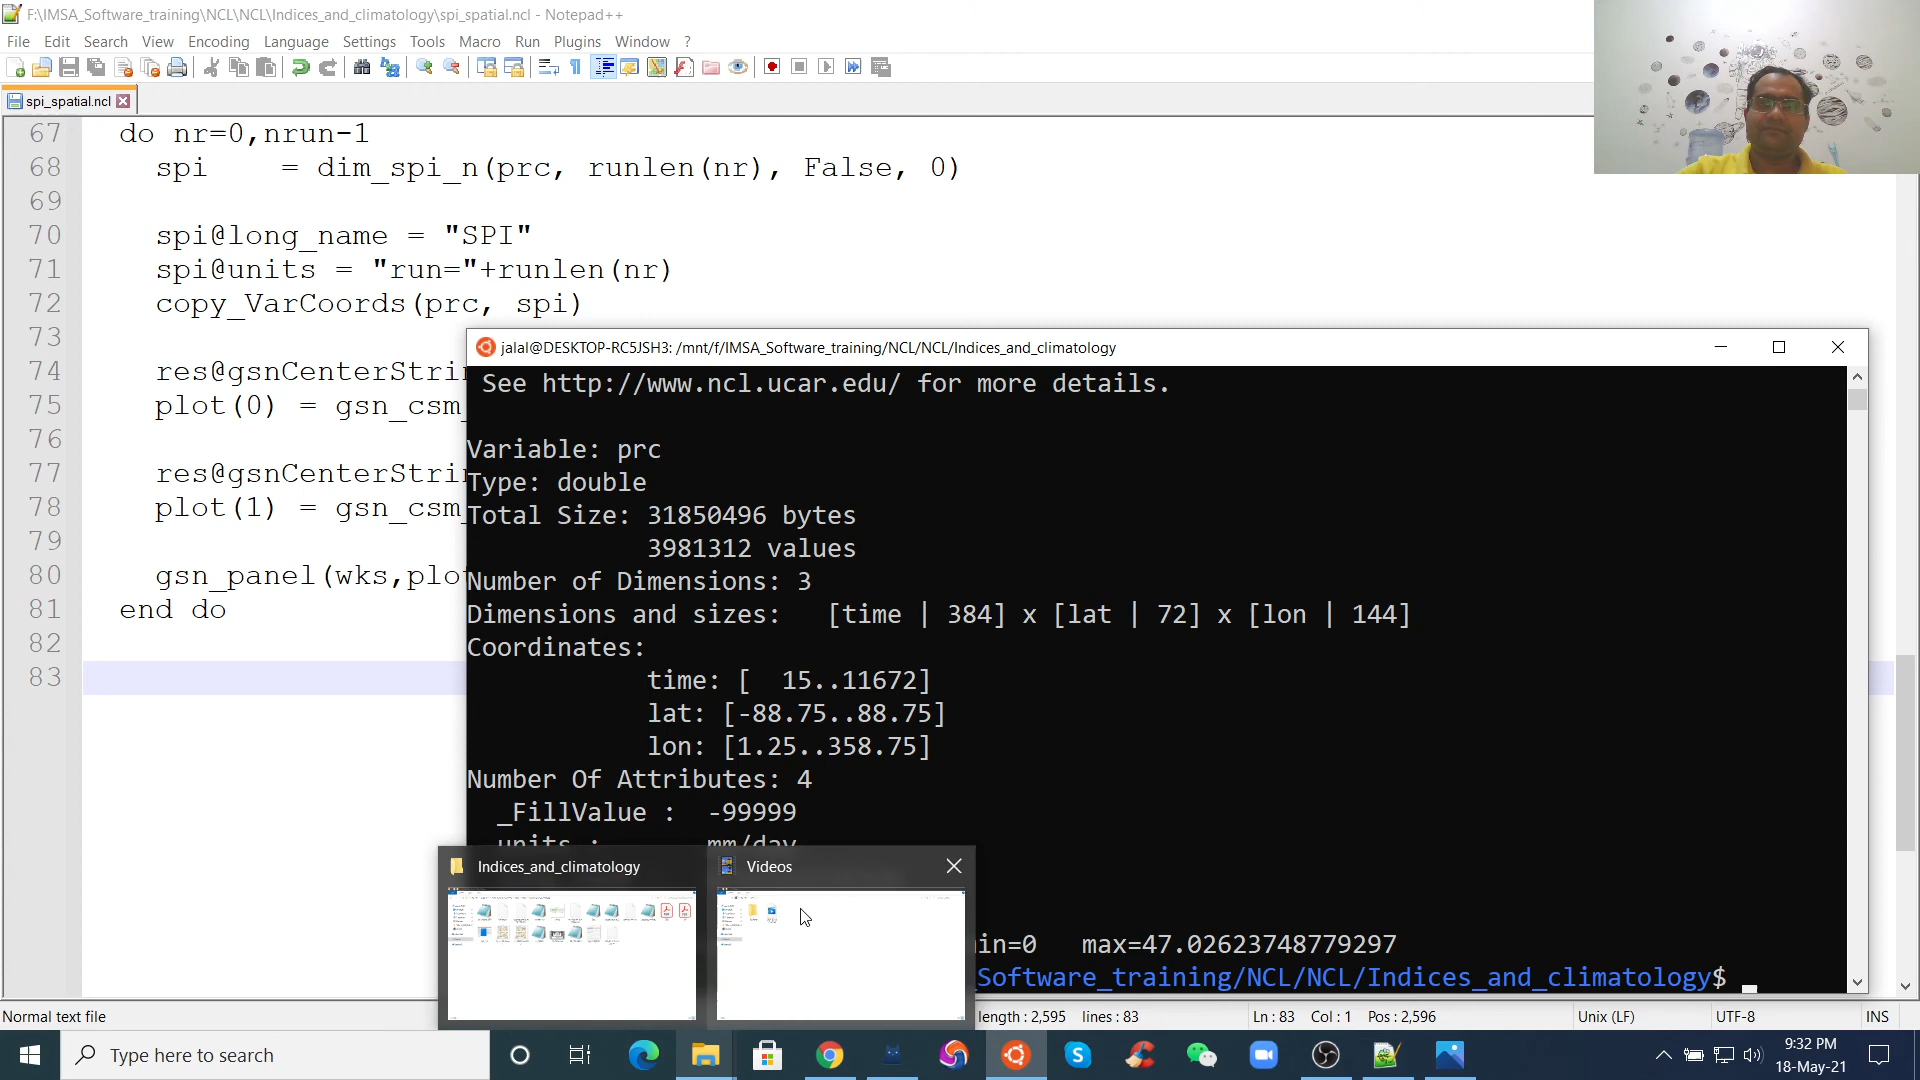 F:\IMSA_Software_training\NCL\NCL\Indices_and_climatology\spi_spatial.ncl - Notepad++
File Edit Search View Encoding Language Settings Tools Macro Run Plugins Window ?
spi_spatial.ncl
67 do nr=0,nrun-1
68 spi = dim_spi_n(prc, runlen(nr), False, 0)
69
70 spi@long_name = "SPI"
71 spi@units = "run="+runlen(nr)
72 copy_VarCoords(prc, spi)
73
74 res@gsnCenterStrin
75 plot(0) = gsn_csm_
76
77 res@gsnCenterStrin
78 plot(1) = gsn_csm_
79
80 gsn_panel(wks,plo
81 end do
82
83
jalal@DESKTOP-RC5JSH3: /mnt/f/IMSA_Software_training/NCL/NCL/Indices_and_climatology
See http://www.ncl.ucar.edu/ for more details.
Variable: prc
Type: double
Total Size: 31850496 bytes
3981312 values
Number of Dimensions: 3
Dimensions and sizes: [time | 384] x [lat | 72] x [lon | 144]
Coordinates:
time: [ 15..11672]
lat: [-88.75..88.75]
lon: [1.25..358.75]
Number Of Attributes: 4
_FillValue : -99999
units : mm/day
in=0 max=47.02623748779297
Software_training/NCL/NCL/Indices_and_climatology$
Indices_and_climatology
Videos
Normal text file
length : 2,595 lines : 83
Ln : 83 Col : 1 Pos : 2,596
Unix (LF)
UTF-8
INS
Type here to search
9:32 PM
18-May-21